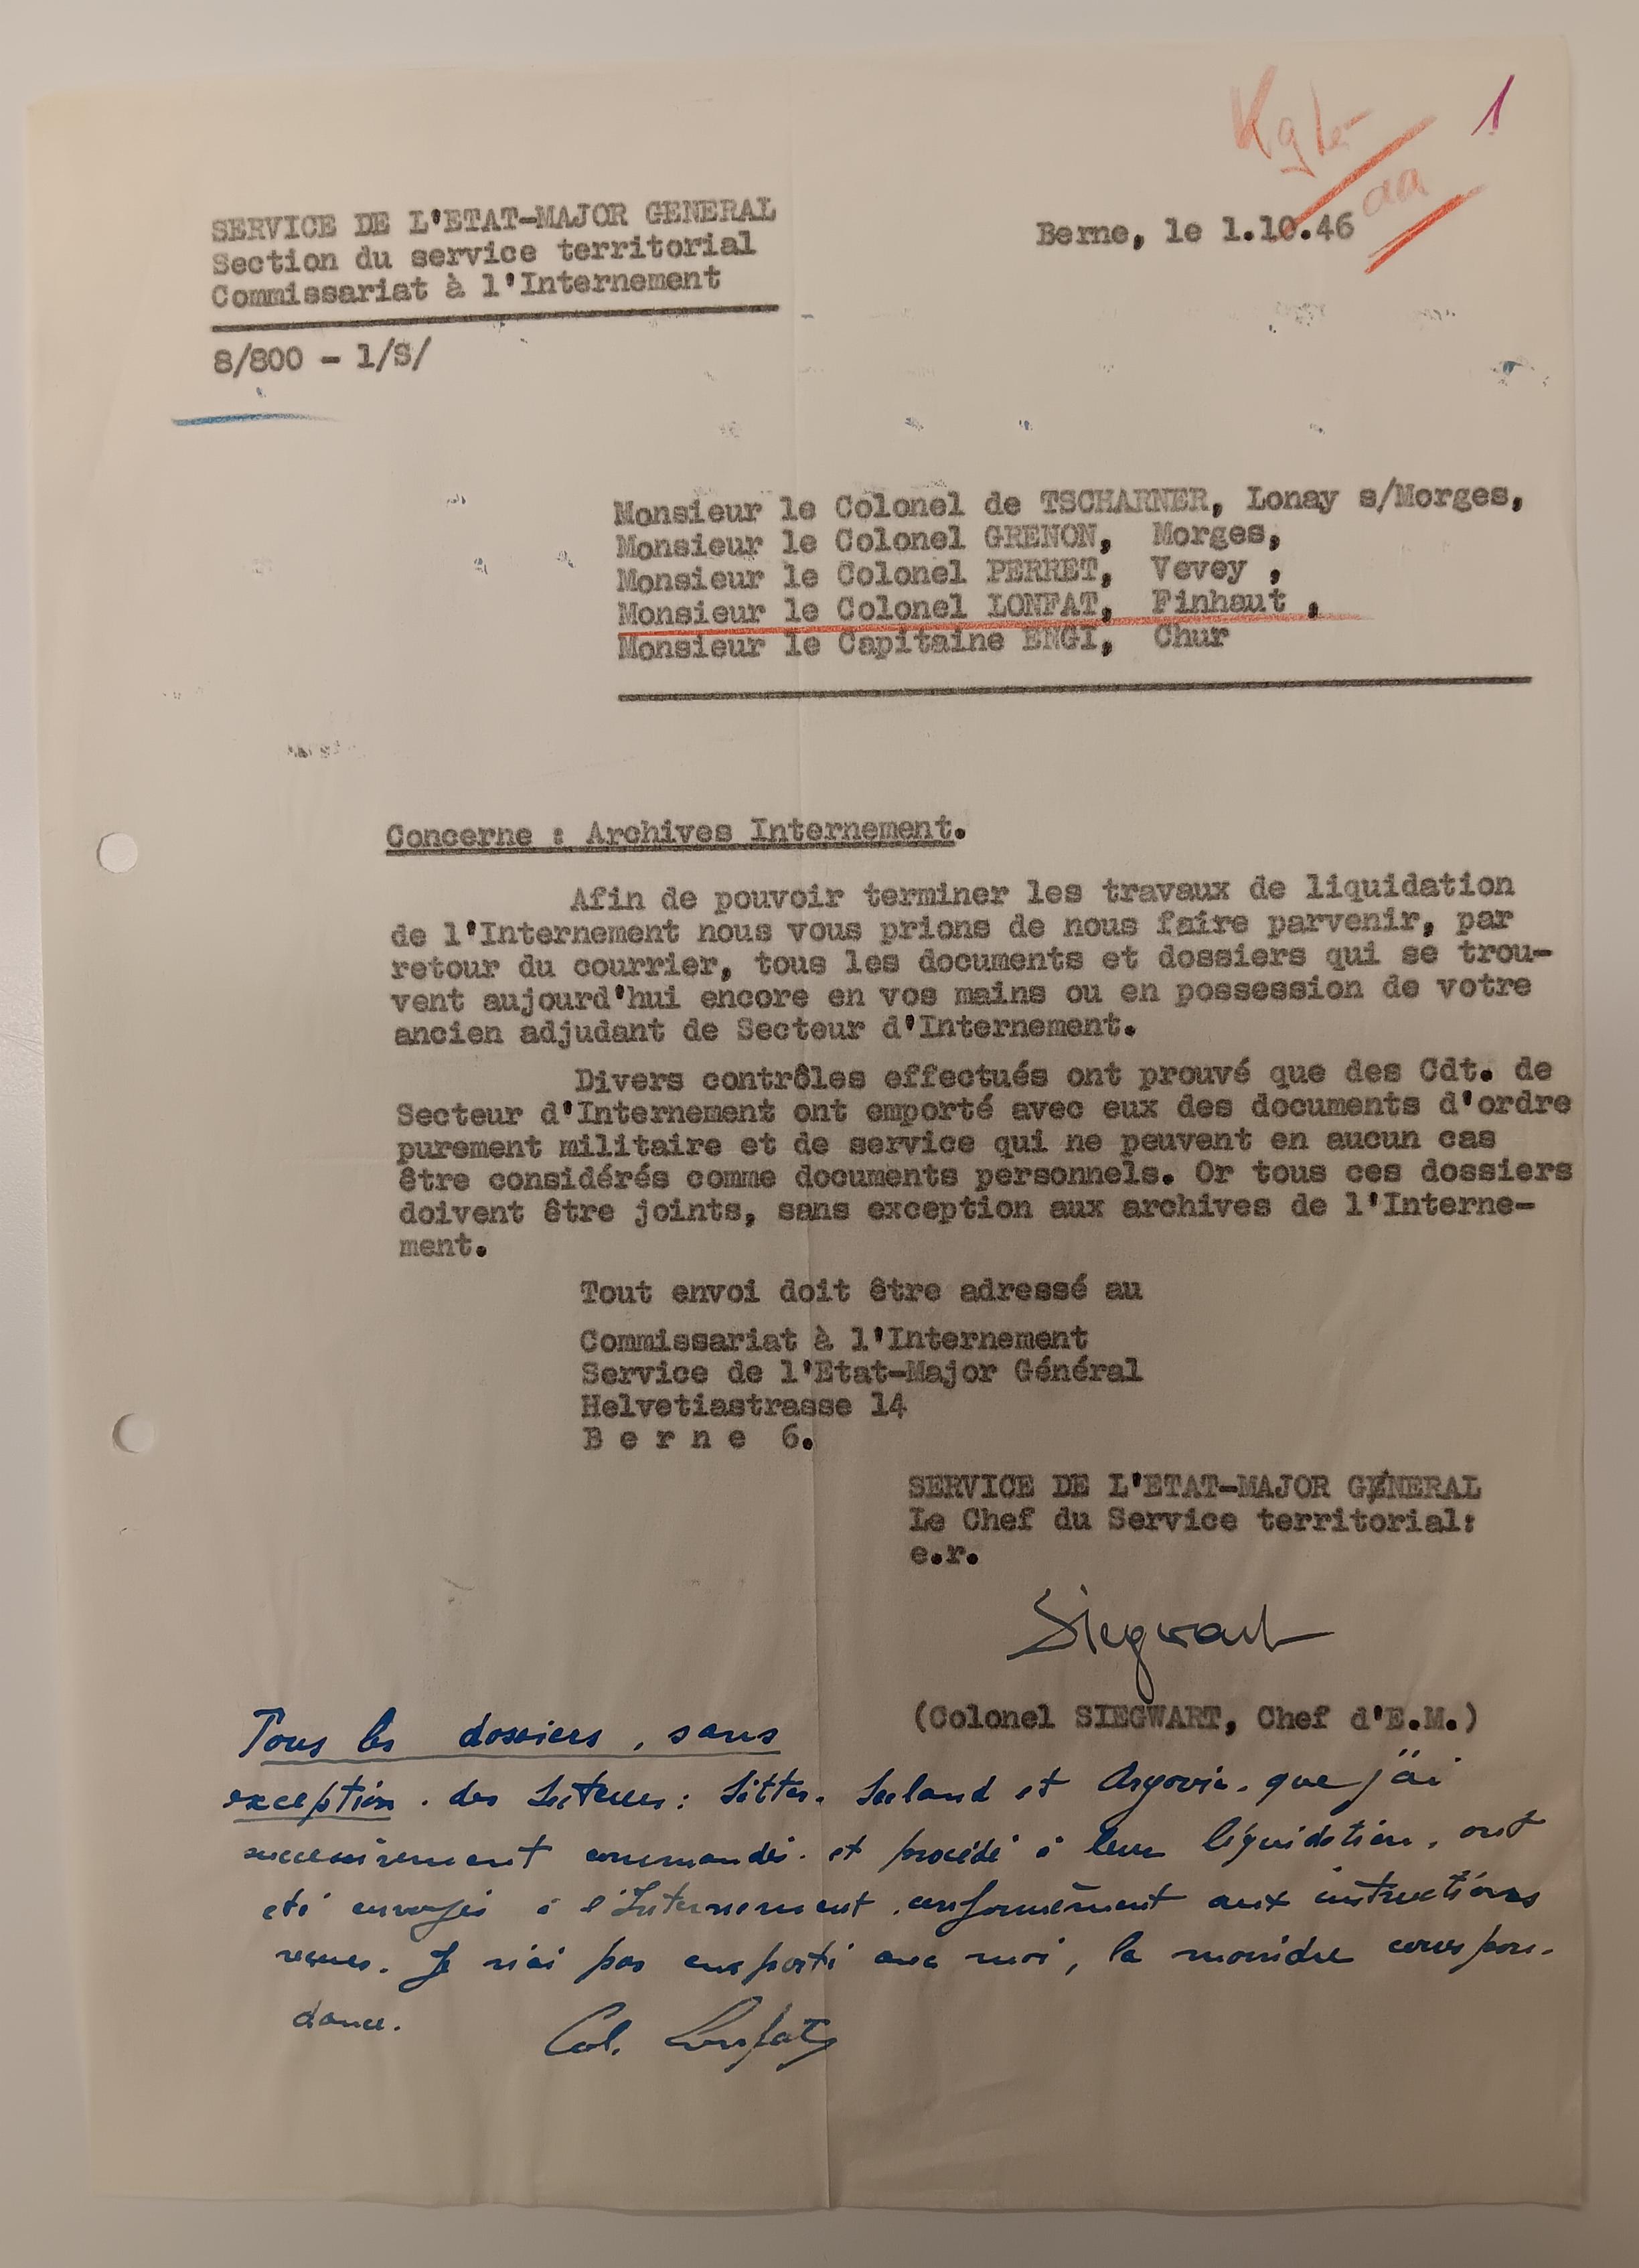 1
SERVICE DE L'ETAT-MAJOR GENERAL
Section du service territorial
Commissariat à l'Internement
Berne, le 1.10.46
8/800 - 1/S/
Monsieur le Colonel de TSCHARNER, Lonay s/Morges,
Monsieur le Colonel GRENON, Morges,
Monsieur le Colonel PERRET, Vevey ,
Monsieur le Colonel LONFAT, Finhaut ,
Monsieur le Capitaine ENGI, Chur
Concerne : Archives Internement.
Afin de pouvoir terminer les travaux de liquidation
de l'Internement nous vous prions de nous faire parvenir, par
retour du courrier, tous les documents et dossiers qui se trou-
vent aujourd'hui encore en vos mains ou en possession de votre
ancien adjudant de Secteur d'Internement.
Divers contrôles effectués ont prouvé que des Cdt. de
Secteur d'Internement ont emporté avec eux des documents d'ordre
purement militaire et de service qui ne peuvent en aucun cas
être considérés comme documents personnels. Or tous ces dossiers
doivent être joints, sans exception aux archives de l'Interne-
ment.
Tout envoi doit être adressé au
Commissariat à l'Internement
Service de l'Etat-Major Général
Helvetiastrasse 14
B e r n e 6.
SERVICE DE L'ETAT-MAJOR GENERAL
Le Chef du Service territorial:
e.r.
Siegwart
(Colonel SIEGWART, Chef d'E.M.)
Tous les dossiers, sans
exception. des Secteurs: Sitter. Seeland et Argovie. que j'ai
successivement commandés. et procédé à leur liquidation, ont
été envoyés à l'Internement. conformément aux instructions
reçues. Je n'ai pas emporté avec moi, la moindre correspon-
dance.
Col. Lonfat